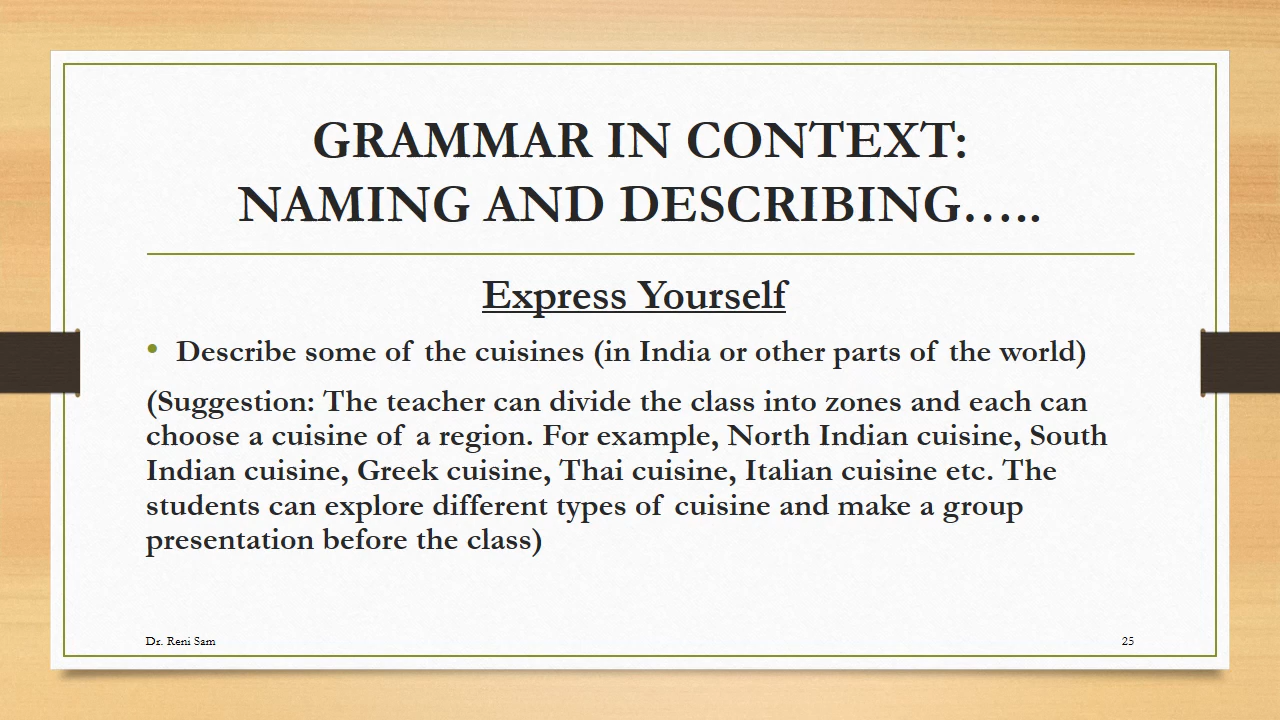 GRAMMAR IN CONTEXT:
NAMING AND DESCRIBING…..
Express Yourself
• Describe some of the cuisines (in India or other parts of the world)
(Suggestion: The teacher can divide the class into zones and each can
choose a cuisine of a region. For example, North Indian cuisine, South
Indian cuisine, Greek cuisine, Thai cuisine, Italian cuisine etc. The
students can explore different types of cuisine and make a group
presentation before the class)
Dr. Reni Sam
25